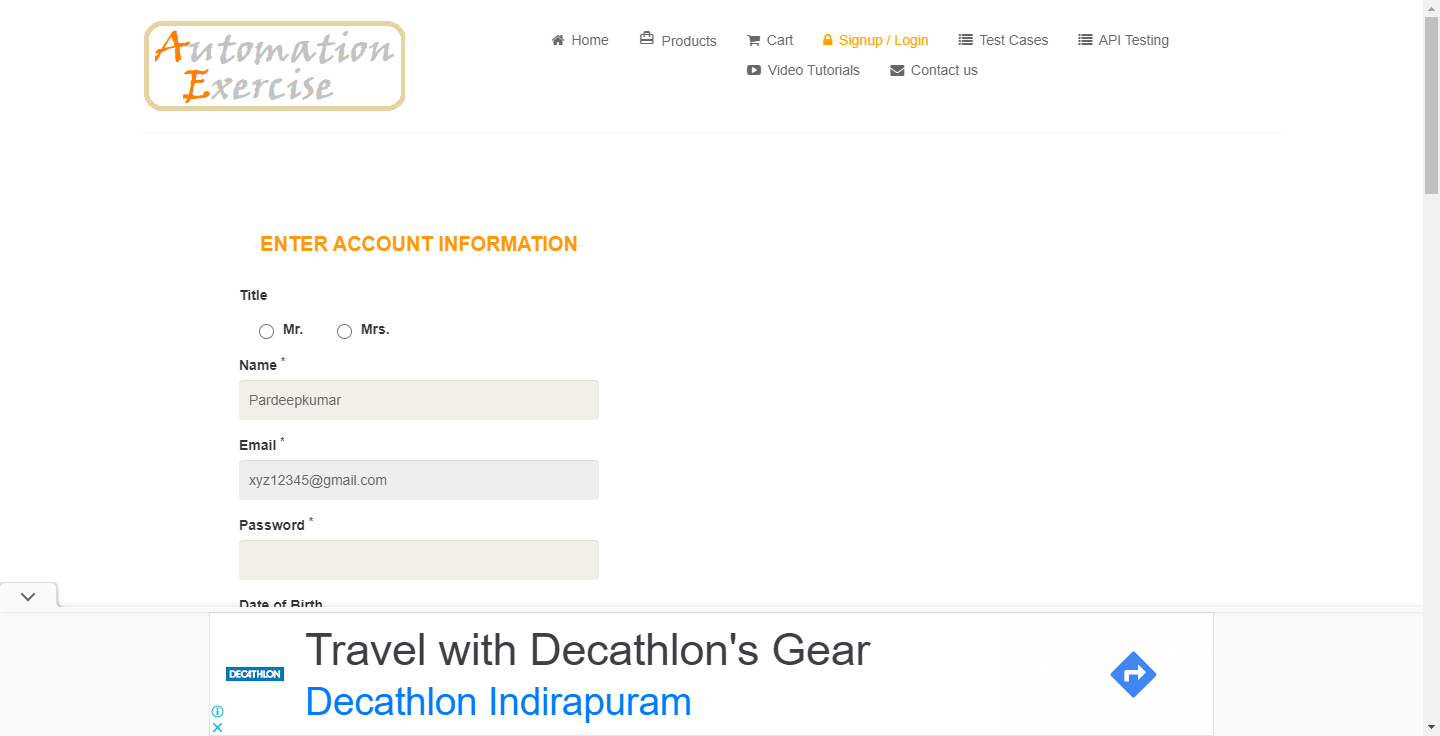 Automation
Exercise
Home
Products
Cart
Signup / Login
Test Cases
API Testing
Video Tutorials
Contact us
ENTER ACCOUNT INFORMATION
Title
Mr.
Mrs.
Name *
Pardeepkumar
Email *
xyz12345@gmail.com
Password *
Date of Birth
DECATHLON
Travel with Decathlon's Gear
Decathlon Indirapuram